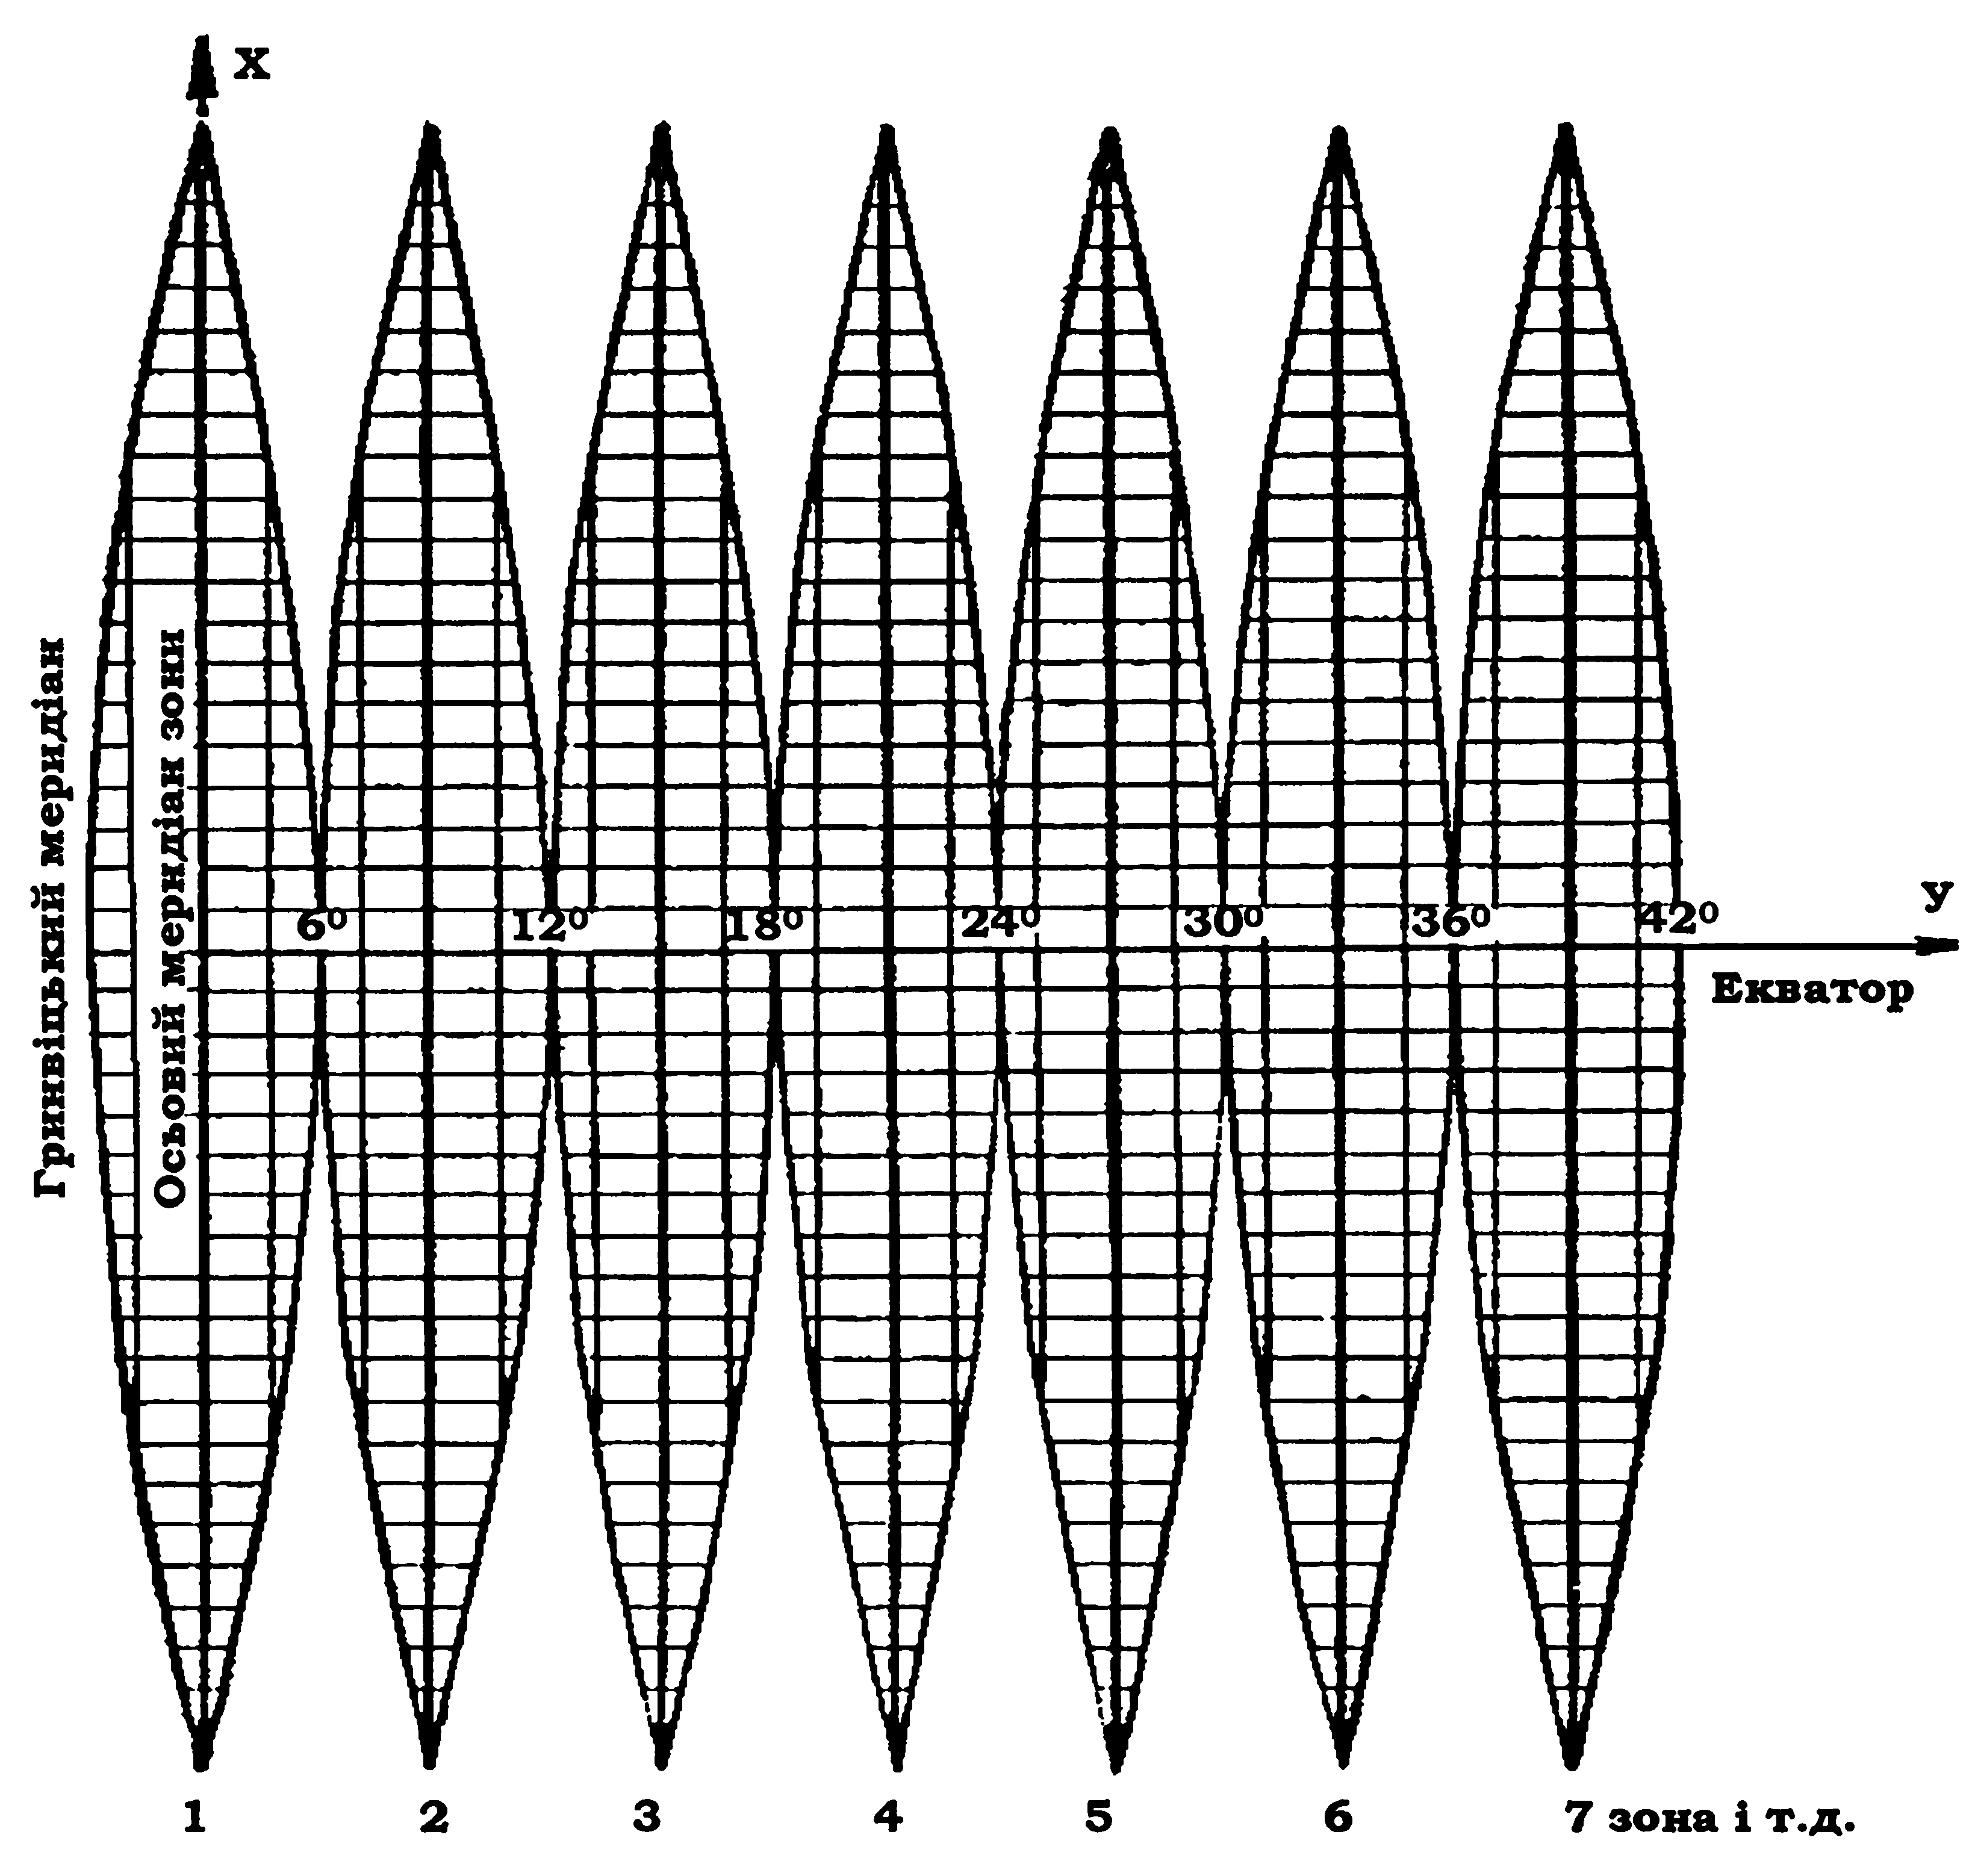 х
Гринвіцький меридіан
Осьовий мерндіан зони
6⁰ 12⁰ 18⁰ 24⁰ 30⁰ 36⁰ 42⁰
У
Екватор
1 2 3 4 5 6 7 зона і т.д.